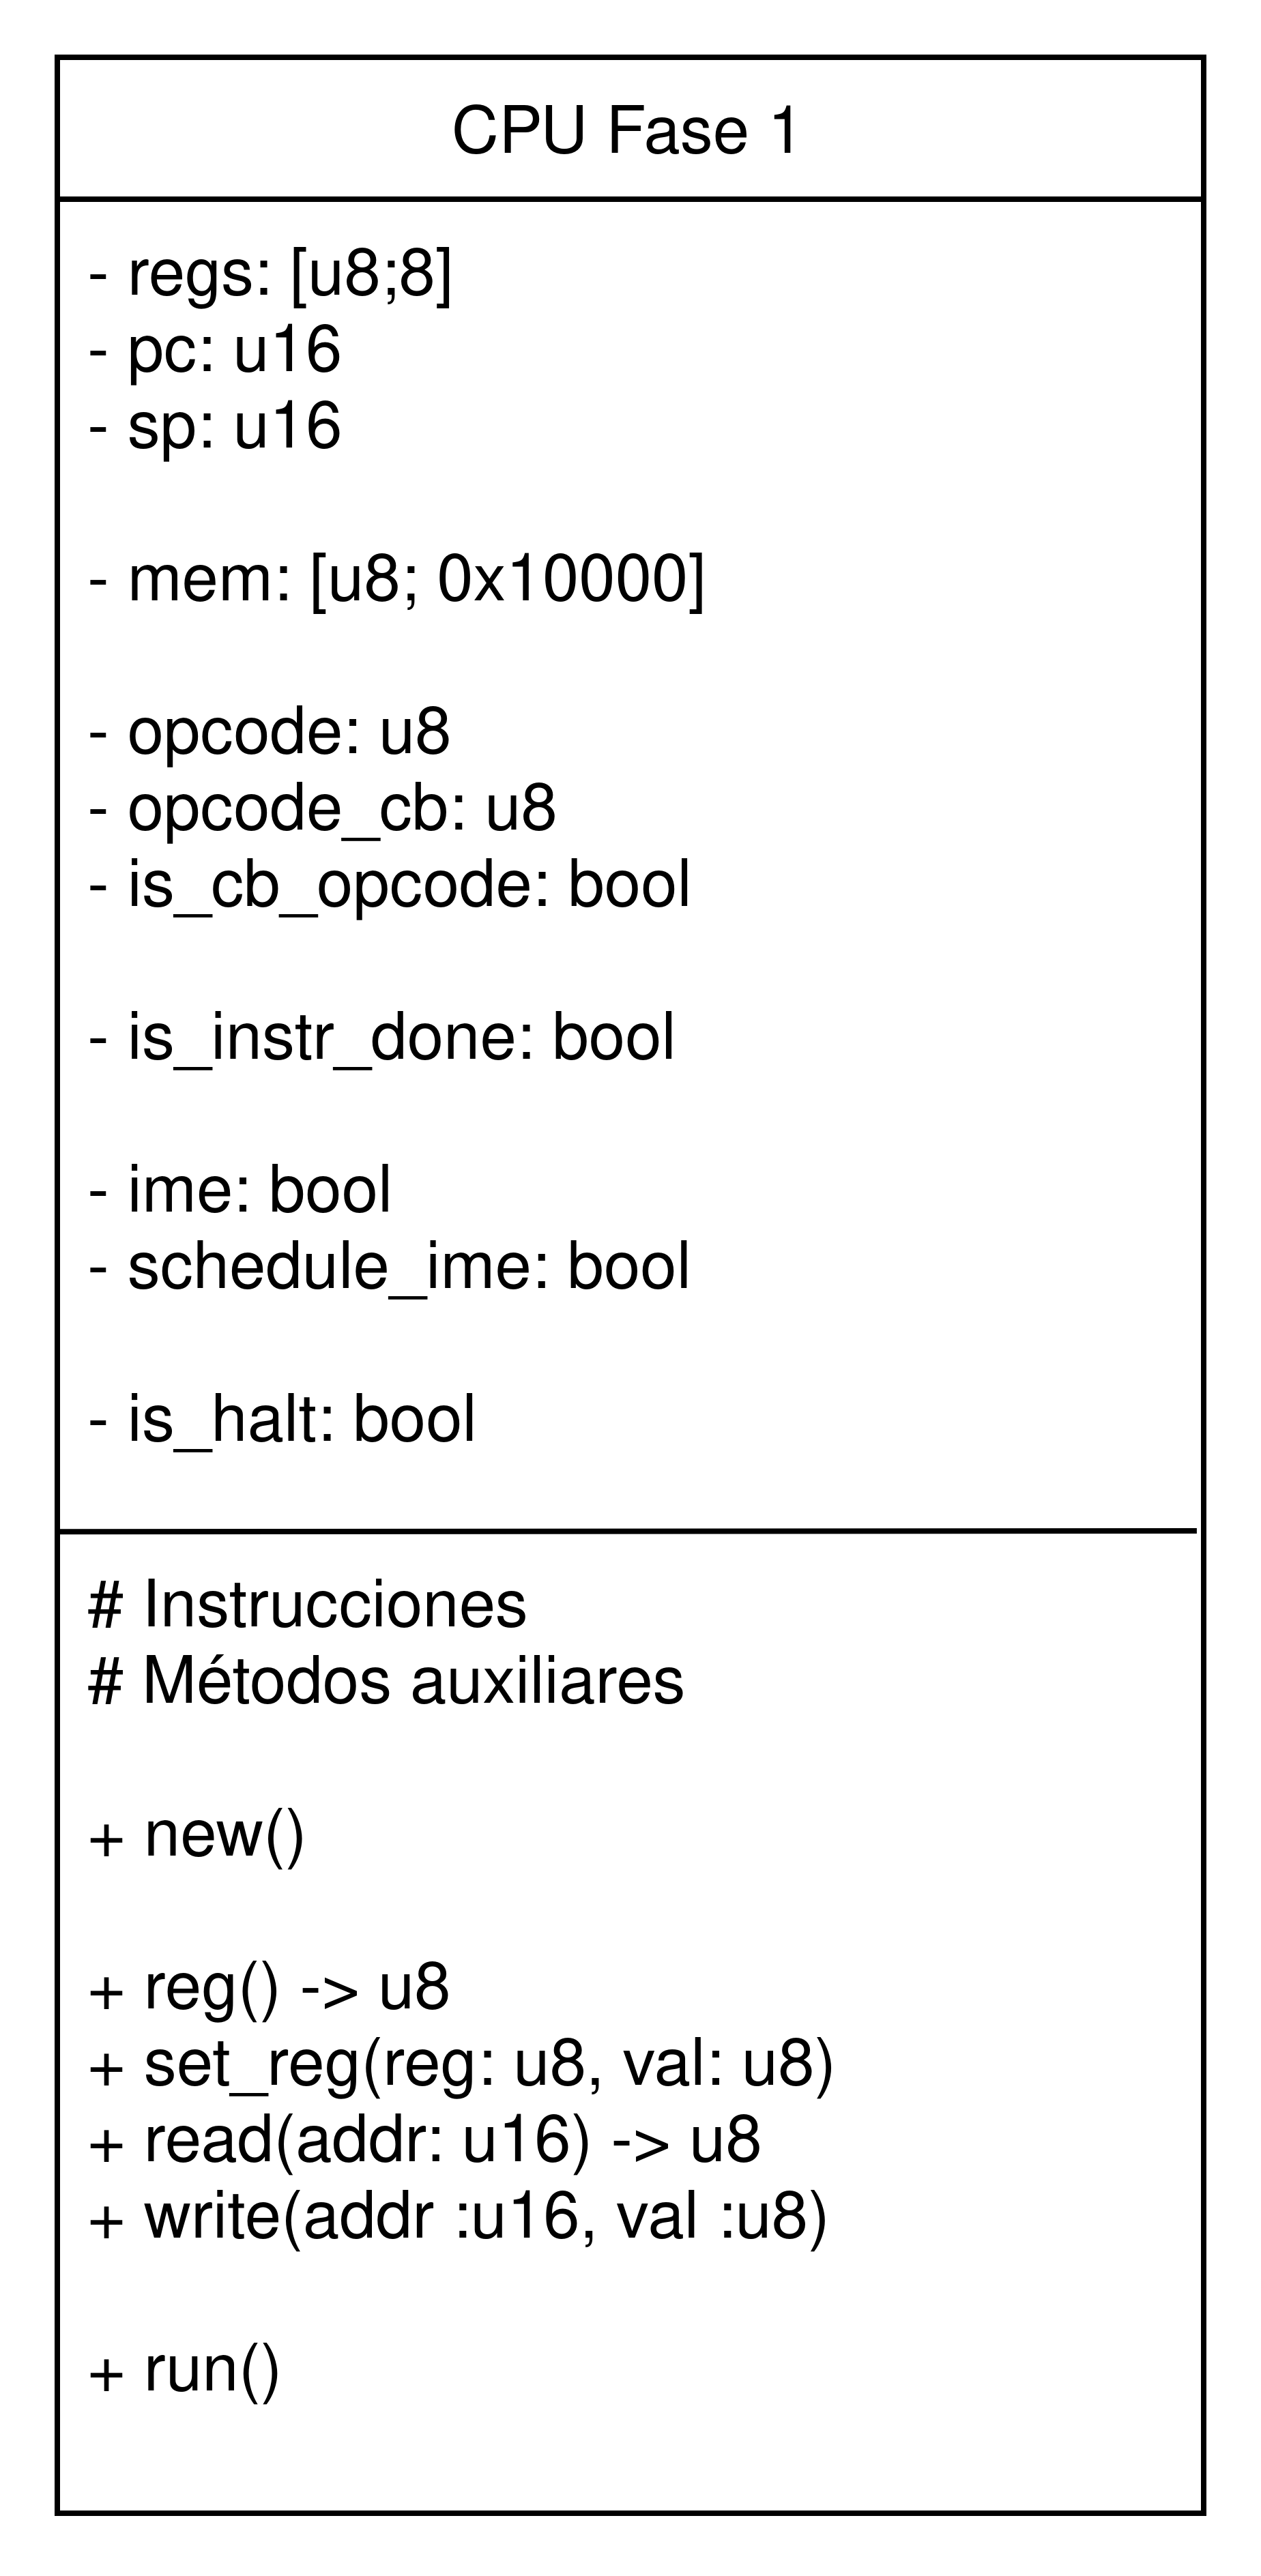 CPU Fase 1
- regs: [u8;8]
- pc: u16
- sp: u16
- mem: [u8; 0x10000]
- opcode: u8
- opcode_cb: u8
- is_cb_opcode: bool
- is_instr_done: bool
- ime: bool
- schedule_ime: bool
- is_halt: bool
# Instrucciones
# Métodos auxiliares
+ new()
+ reg() -> u8
+ set_reg(reg: u8, val: u8)
+ read(addr: u16) -> u8
+ write(addr :u16, val :u8)
+ run()